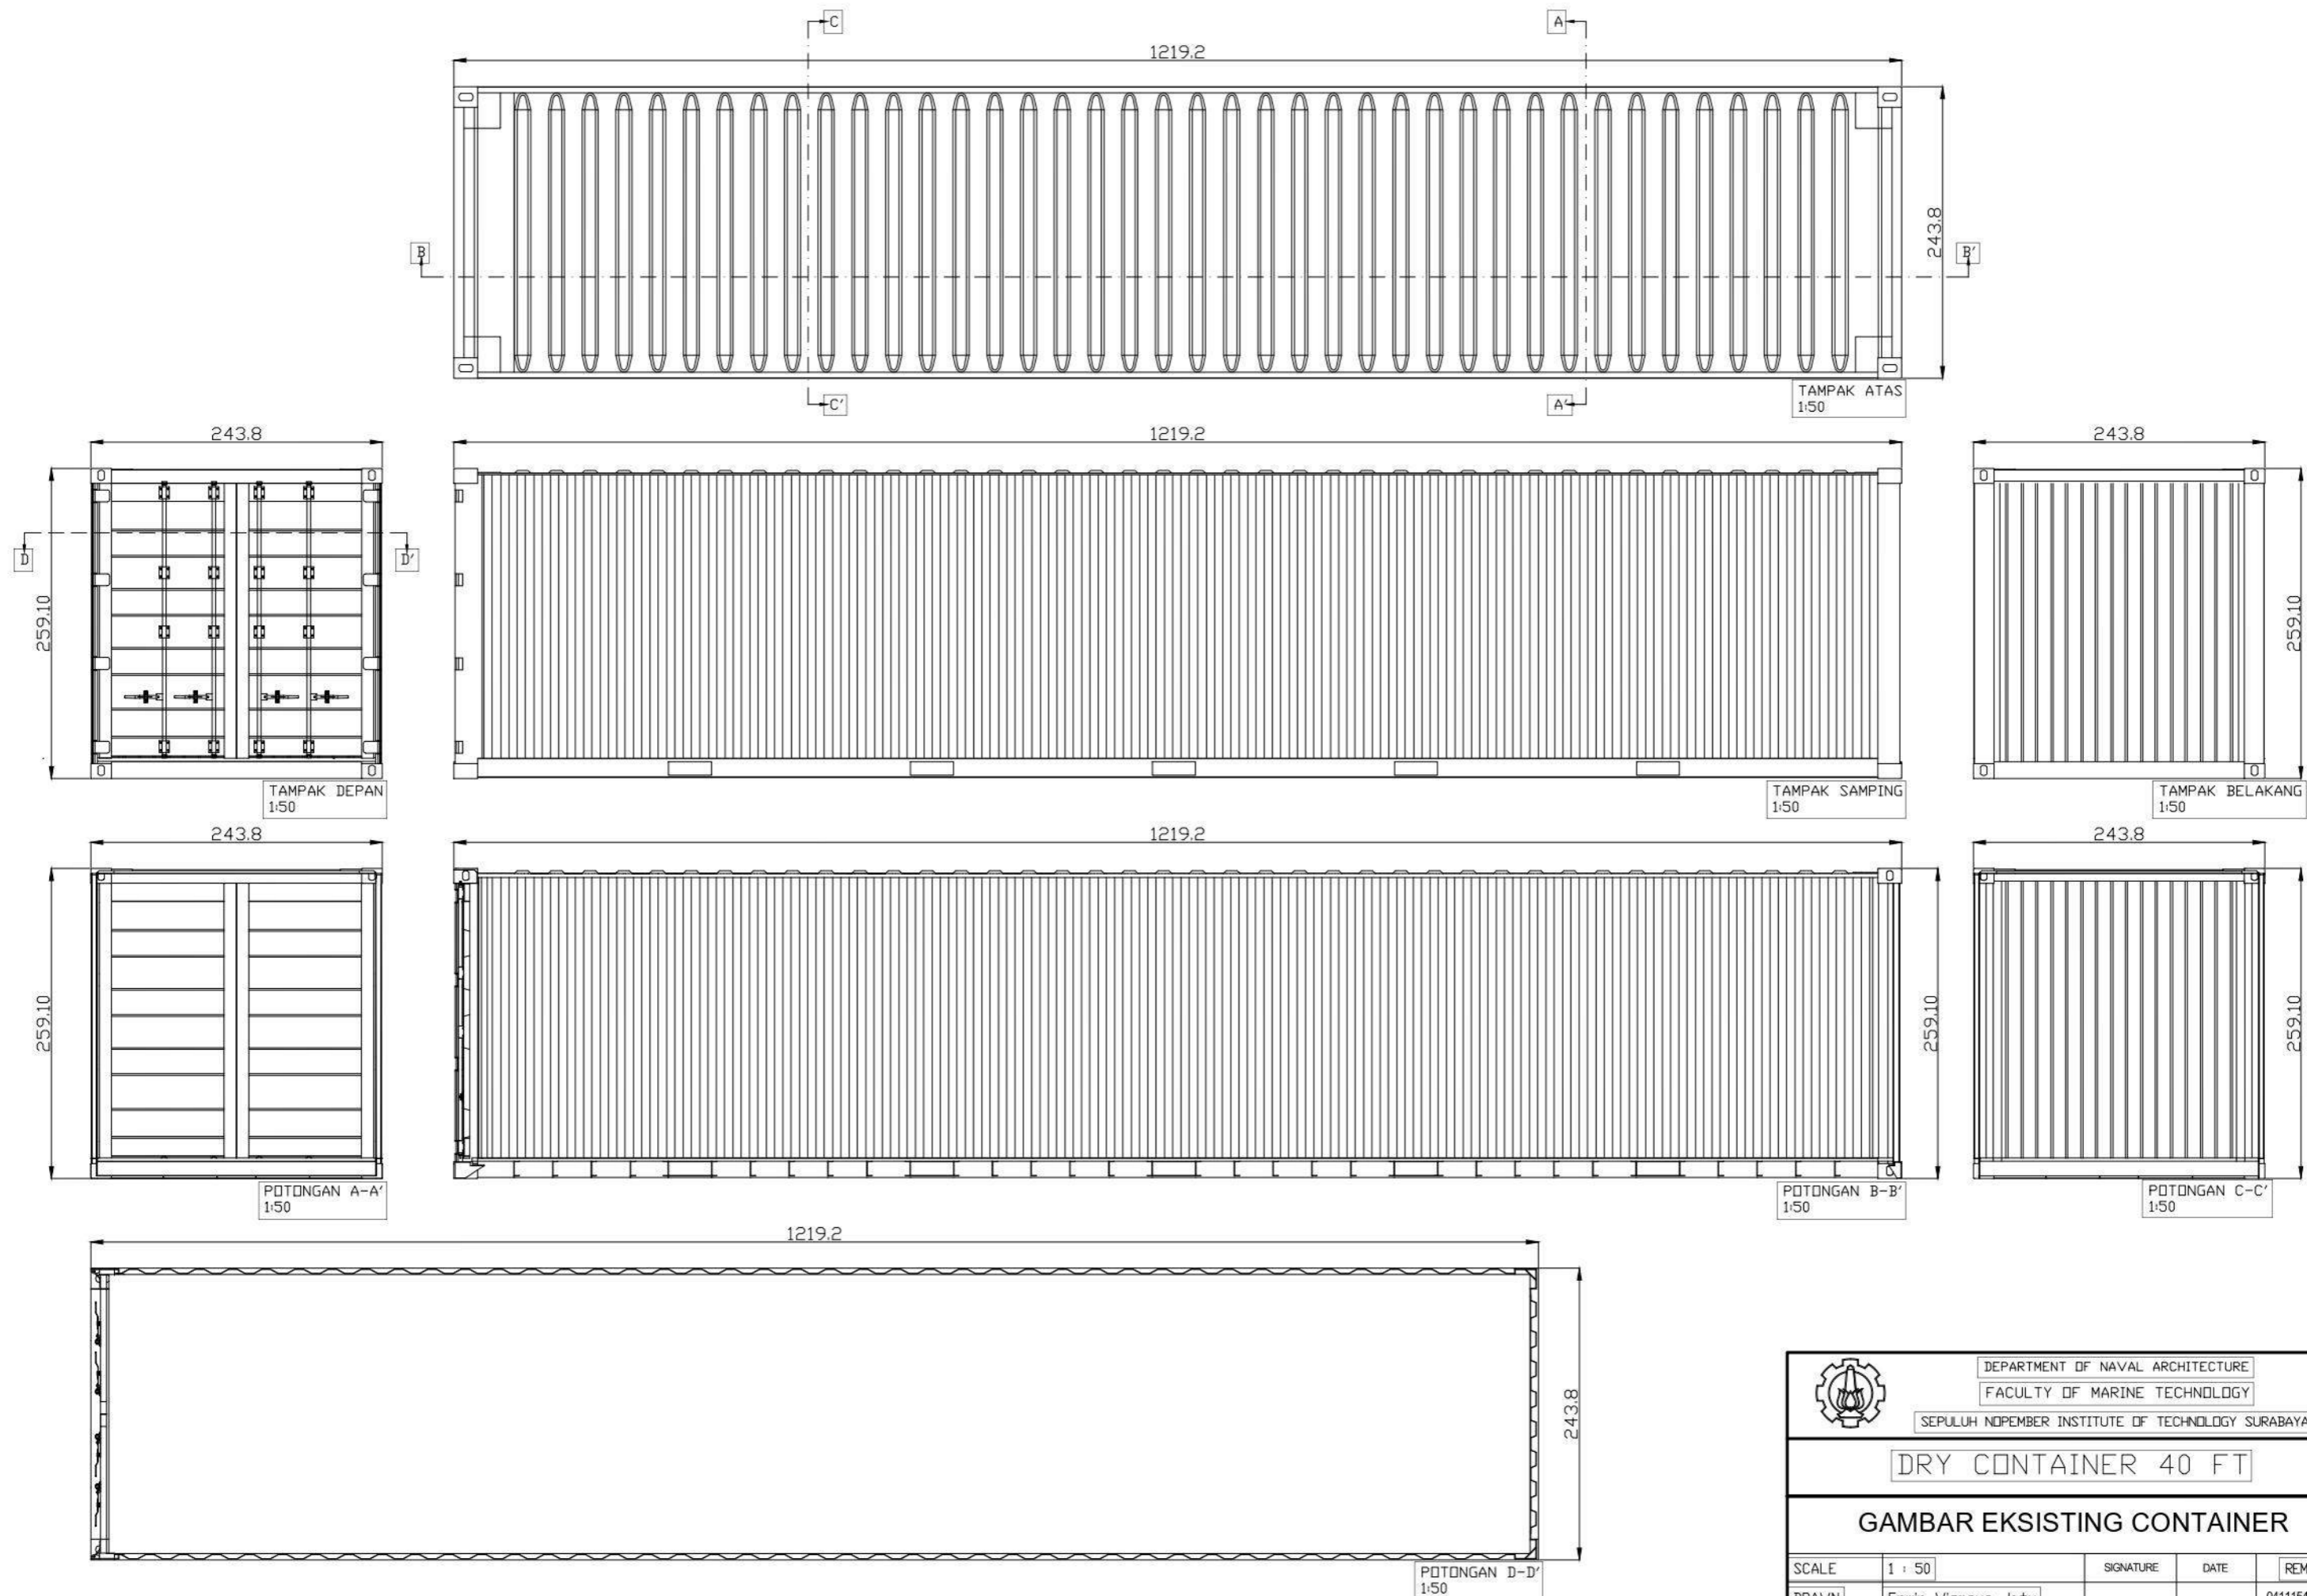 C
A
1219.2
243.8
B
B'
C'
A'
TAMPAK ATAS
1:50
243.8
1219.2
243.8
D
D'
259.10
259.10
TAMPAK DEPAN
1:50
TAMPAK SAMPING
1:50
TAMPAK BELAKANG
1:50
243.8
1219.2
243.8
259.10
259.10
259.10
POTONGAN A-A'
1:50
POTONGAN B-B'
1:50
POTONGAN C-C'
1:50
1219.2
243.8
POTONGAN D-D'
1:50
DEPARTMENT OF NAVAL ARCHITECTURE
FACULTY OF MARINE TECHNOLOGY
SEPULUH NOPEMBER INSTITUTE OF TECHNOLOGY SURABAYA
DRY CONTAINER 40 FT
GAMBAR EKSISTING CONTAINER
SCALE 1 : 50 SIGNATURE DATE REM